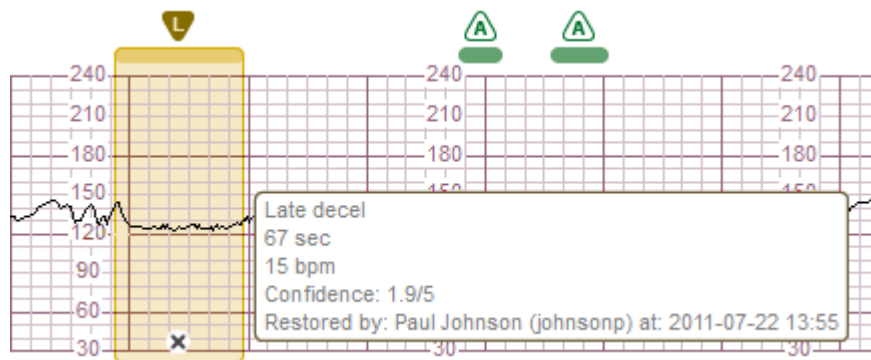 L A A
240 240 240
210 210 210
180 180 180
150 150 150
120
90
60
30 30 30
Late decel
67 sec
15 bpm
Confidence: 1.9/5
Restored by: Paul Johnson (johnsonp) at: 2011-07-22 13:55